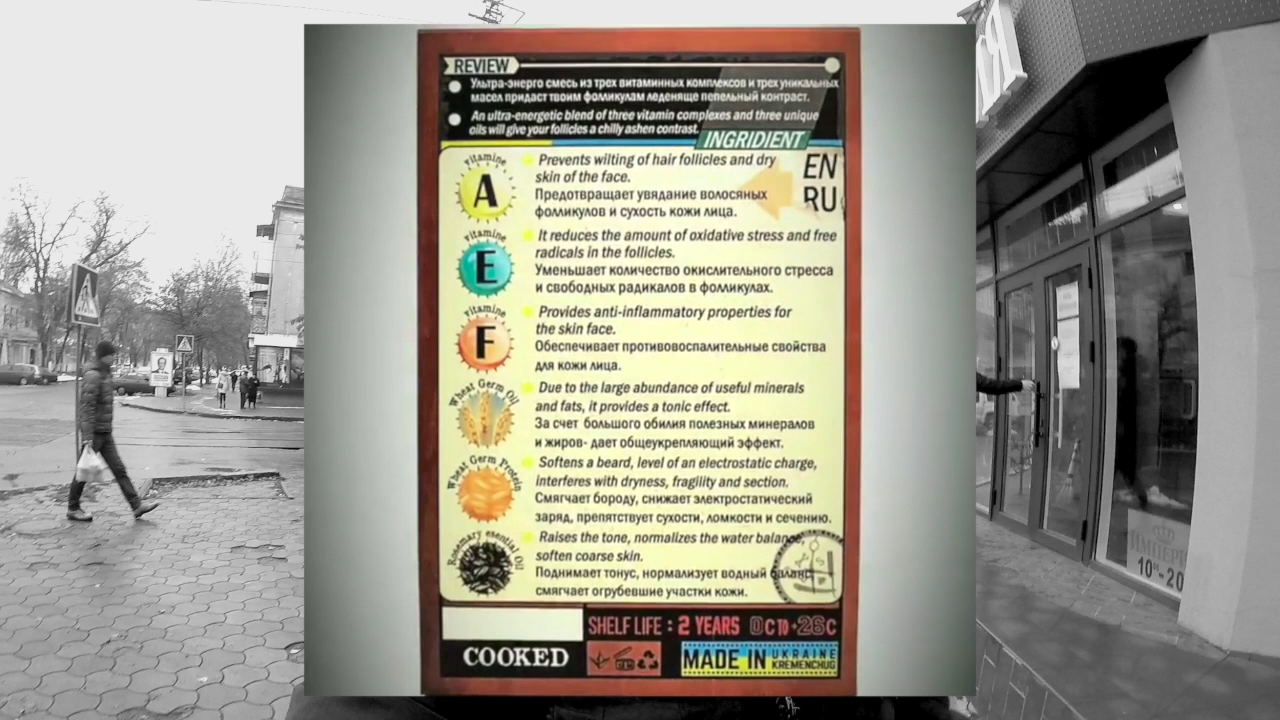 REVIEW
Ультра-энерго смесь из трех витаминных комплексов и трех уникальных
масел придаст твоим фолликулам леденяще пепельный контраст.
An ultra-energetic blend of three vitamin complexes and three unique
oils will give your follicles a chilly ashen contrast.
INGRIDIENT
EN
RU
vitamine
A
Prevents wilting of hair follicles and dry
skin of the face.
Предотвращает увядание волосяных
фолликулов и сухость кожи лица.
vitamine
E
It reduces the amount of oxidative stress and free
radicals in the follicles.
Уменьшает количество окислительного стресса
и свободных радикалов в фолликулах.
vitamine
F
Provides anti-inflammatory properties for
the skin face.
Обеспечивает противовоспалительные свойства
для кожи лица.
Wheat Germ Oil
Due to the large abundance of useful minerals
and fats, it provides a tonic effect.
За счет большого обилия полезных минералов
и жиров- дает общеукрепляющий эффект.
Wheat Germ Protein
Softens a beard, level of an electrostatic charge,
interferes with dryness, fragility and section.
Смягчает бороду, снижает электростатический
заряд, препятствует сухости, ломкости и сечению.
Rosemary esential Oil
Raises the tone, normalizes the water balance,
soften coarse skin.
Поднимает тонус, нормализует водный баланс,
смягчает огрубевшие участки кожи.
SHELF LIFE : 2 YEARS 0C TO +26C
COOKED
MADE IN UKRAINE
KREMENCHUG
10°°-20